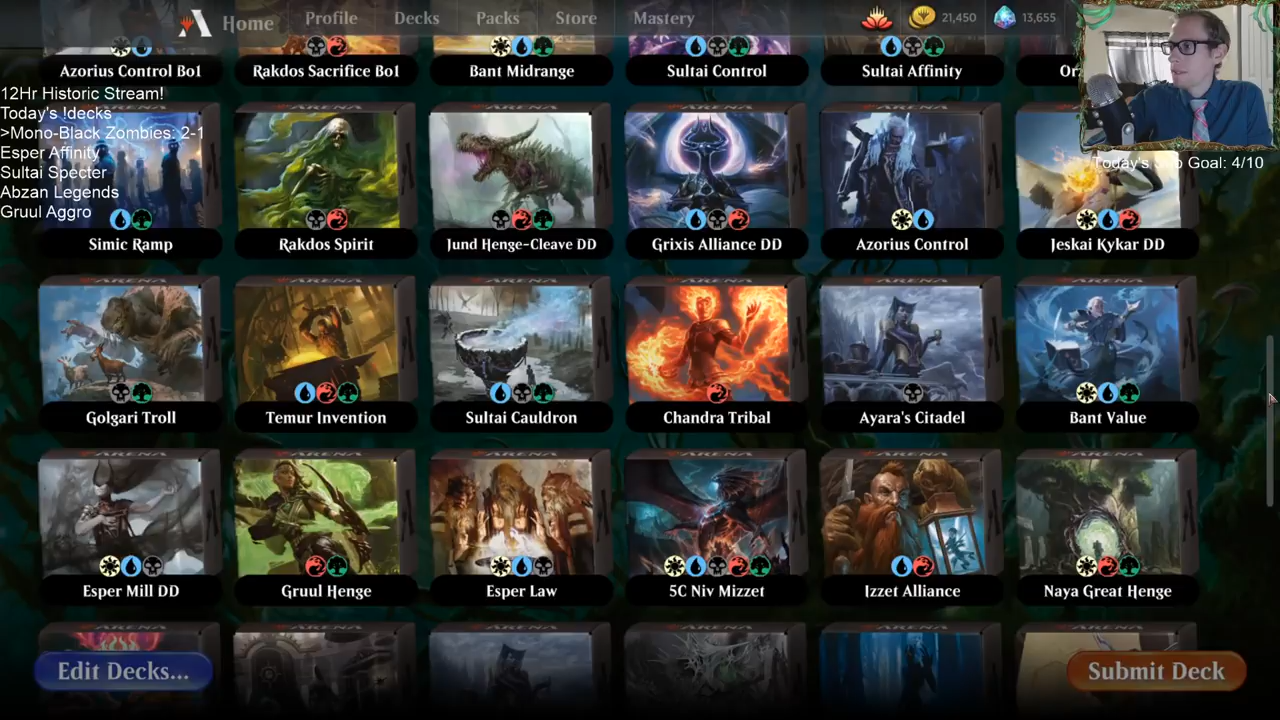 Home
Profile
Decks
Packs
Store
Mastery
21,450
13,655
Azorius Control Bo1
Rakdos Sacrifice Bo1
Bant Midrange
Sultai Control
Sultai Affinity
12Hr Historic Stream!
Today's !decks
>Mono-Black Zombies: 2-1
Esper Affinity
Sultai Specter
Abzan Legends
Gruul Aggro
Goal: 4/10
Simic Ramp
Rakdos Spirit
Jund Henge-Cleave DD
Grixis Alliance DD
Azorius Control
Jeskai Kykar DD
Golgari Troll
Temur Invention
Sultai Cauldron
Chandra Tribal
Ayara's Citadel
Bant Value
Esper Mill DD
Gruul Henge
Esper Law
5C Niv Mizzet
Izzet Alliance
Naya Great Henge
Edit Decks...
Submit Deck